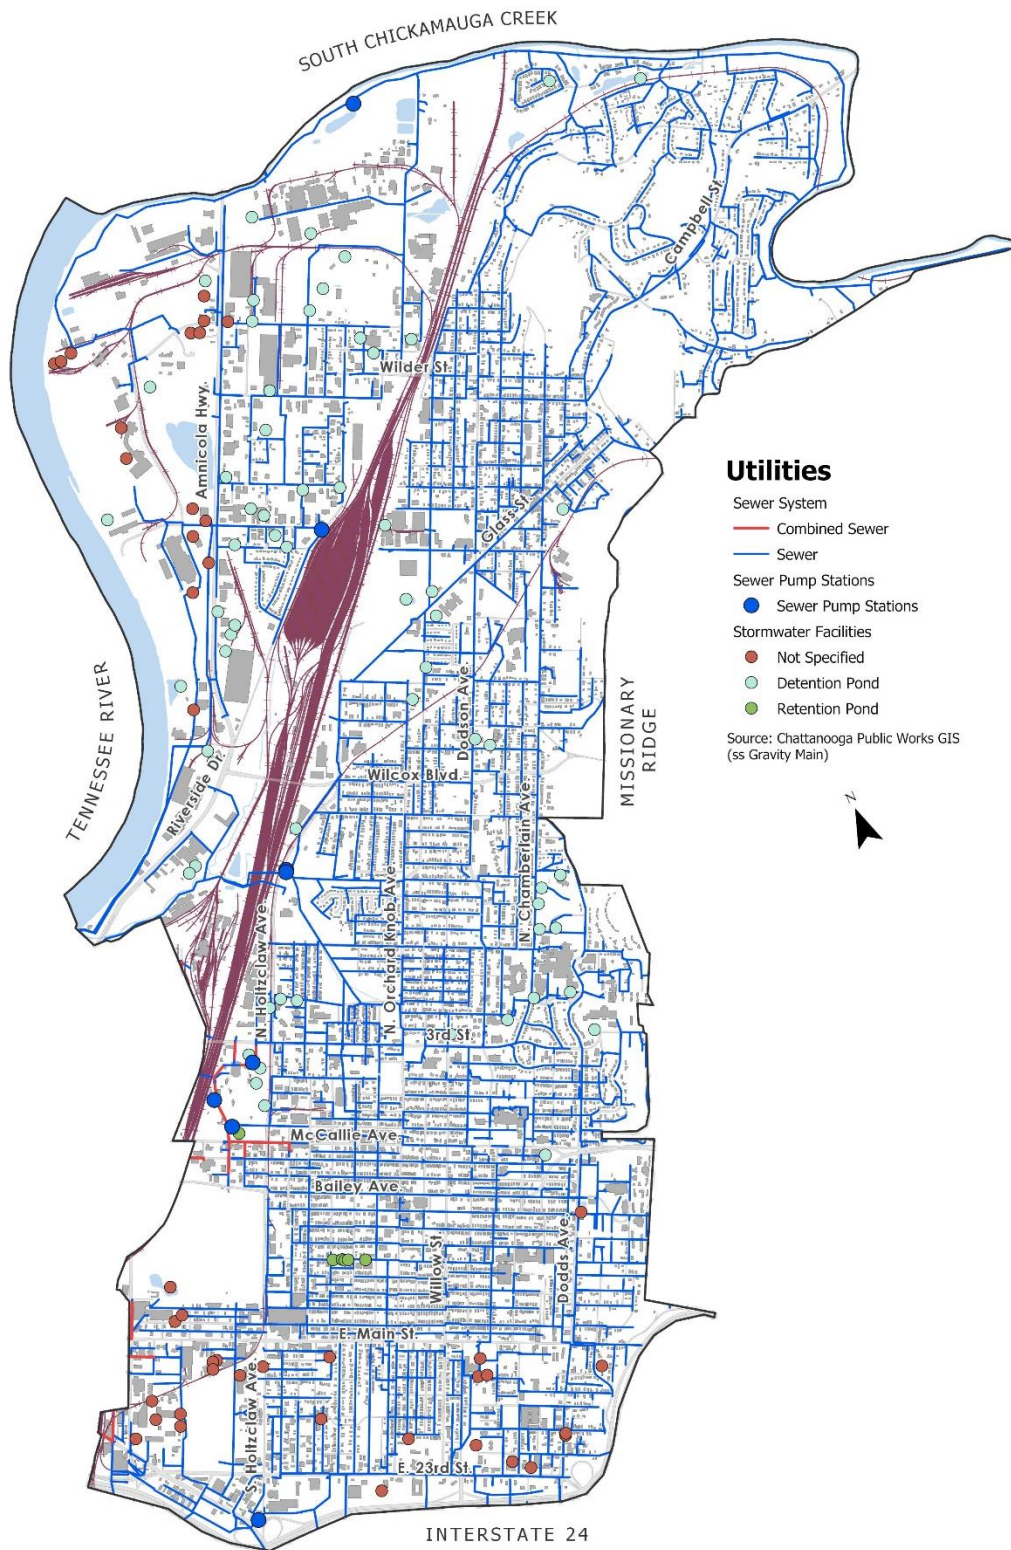 SOUTH CHICKAMAUGA CREEK
Campbell St.
Wilder St.
Amnicola Hwy.
Glass St.
Utilities
Sewer System
Combined Sewer
Sewer
Sewer Pump Stations
Sewer Pump Stations
Stormwater Facilities
Not Specified
Detention Pond
Retention Pond
Source: Chattanooga Public Works GIS
(ss Gravity Main)
TENNESSEE RIVER
MISSIONARY
RIDGE
Dodson Ave.
Wilcox Blvd.
Riverside Dr.
N
N. Chamberlain Ave.
N. Orchard Knob Ave.
N. Holtzclaw Ave.
3rd St.
McCallie Ave.
Bailey Ave.
Willow St.
Dodds Ave.
E. Main St.
S. Holtzclaw Ave.
E. 23rd St.
INTERSTATE 24